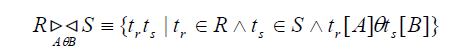 R ▷◁ S ≡ {t_r t_s | t_r ∈ R ∧ t_s ∈ S ∧ t_r[A]θt_s[B]}
AθB